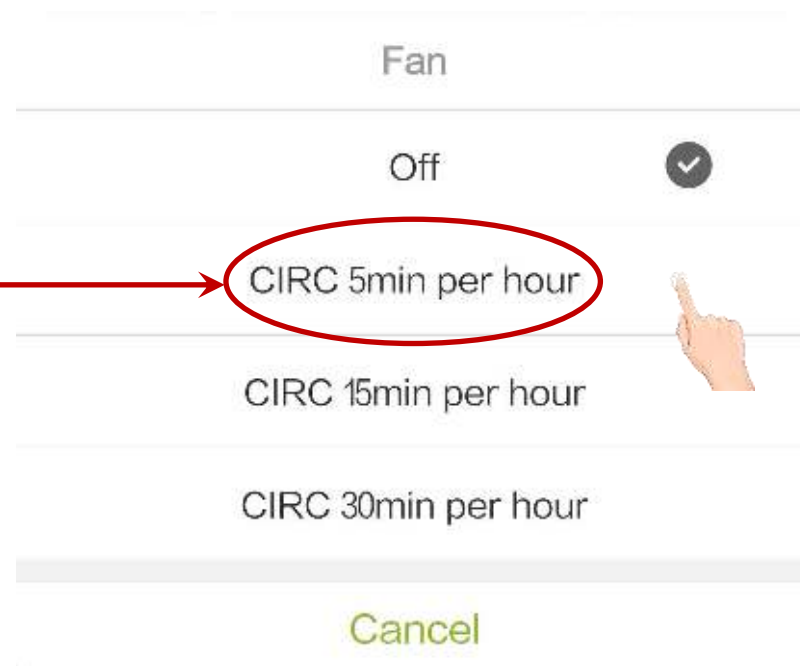 Fan
Off
CIRC 5min per hour
CIRC 15min per hour
CIRC 30min per hour
Cancel